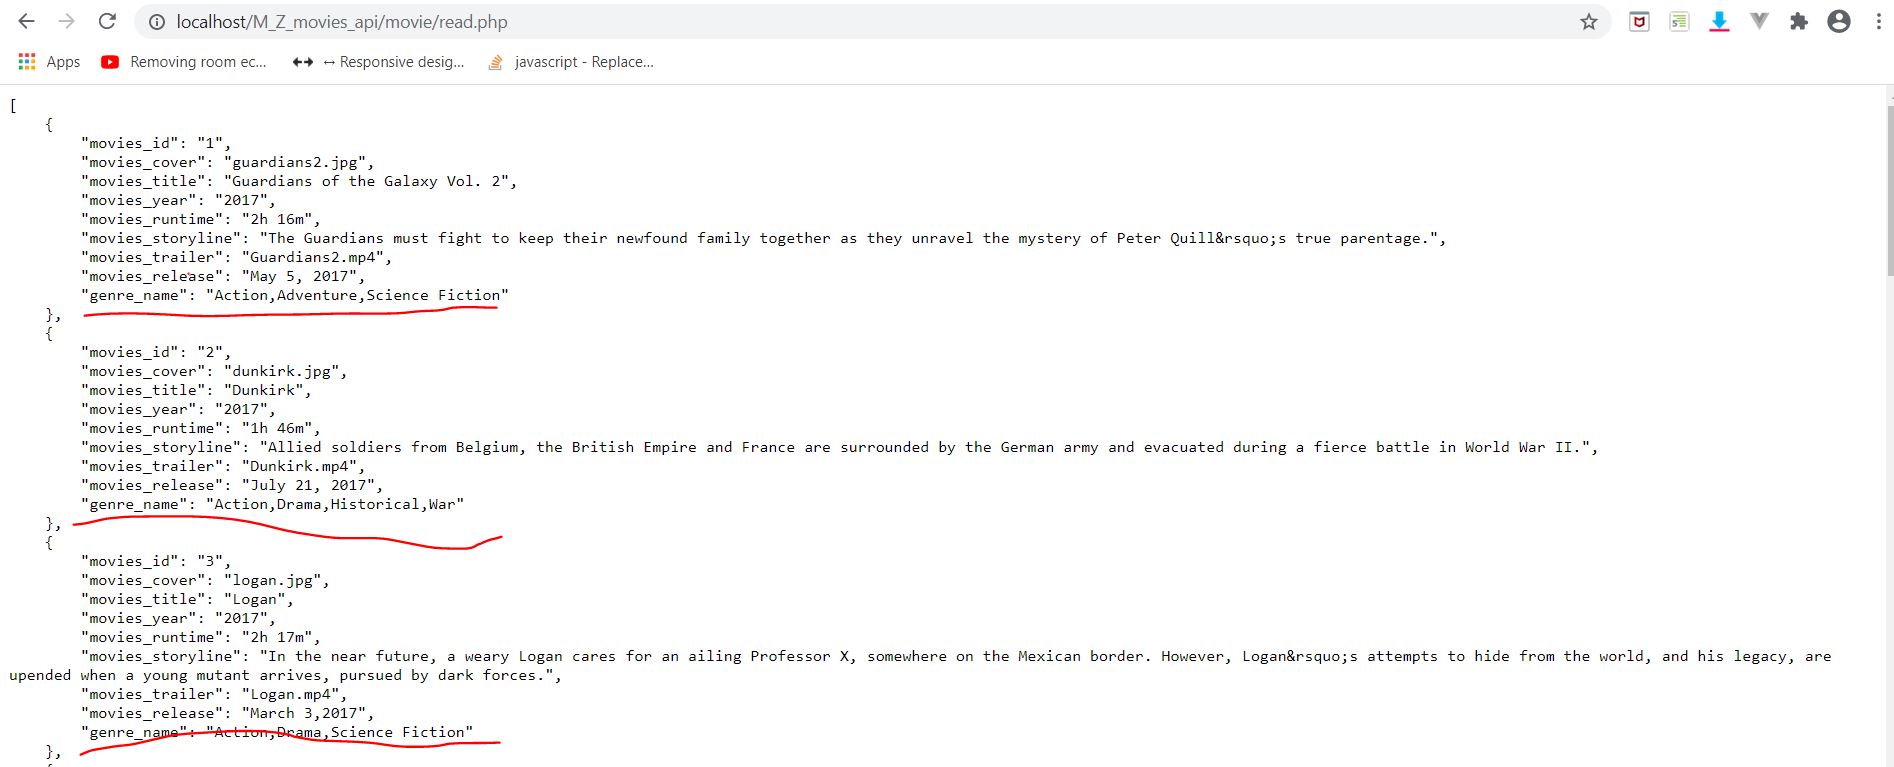 localhost/M_Z_movies_api/movie/read.php
Apps Removing room ec... ↔ Responsive desig... javascript - Replace...
[
    {
        "movies_id": "1",
        "movies_cover": "guardians2.jpg",
        "movies_title": "Guardians of the Galaxy Vol. 2",
        "movies_year": "2017",
        "movies_runtime": "2h 16m",
        "movies_storyline": "The Guardians must fight to keep their newfound family together as they unravel the mystery of Peter Quill&rsquo;s true parentage.",
        "movies_trailer": "Guardians2.mp4",
        "movies_release": "May 5, 2017",
        "genre_name": "Action,Adventure,Science Fiction"
    },
    {
        "movies_id": "2",
        "movies_cover": "dunkirk.jpg",
        "movies_title": "Dunkirk",
        "movies_year": "2017",
        "movies_runtime": "1h 46m",
        "movies_storyline": "Allied soldiers from Belgium, the British Empire and France are surrounded by the German army and evacuated during a fierce battle in World War II.",
        "movies_trailer": "Dunkirk.mp4",
        "movies_release": "July 21, 2017",
        "genre_name": "Action,Drama,Historical,War"
    },
    {
        "movies_id": "3",
        "movies_cover": "logan.jpg",
        "movies_title": "Logan",
        "movies_year": "2017",
        "movies_runtime": "2h 17m",
        "movies_storyline": "In the near future, a weary Logan cares for an ailing Professor X, somewhere on the Mexican border. However, Logan&rsquo;s attempts to hide from the world, and his legacy, are
upended when a young mutant arrives, pursued by dark forces.",
        "movies_trailer": "Logan.mp4",
        "movies_release": "March 3,2017",
        "genre_name": "Action,Drama,Science Fiction"
    },